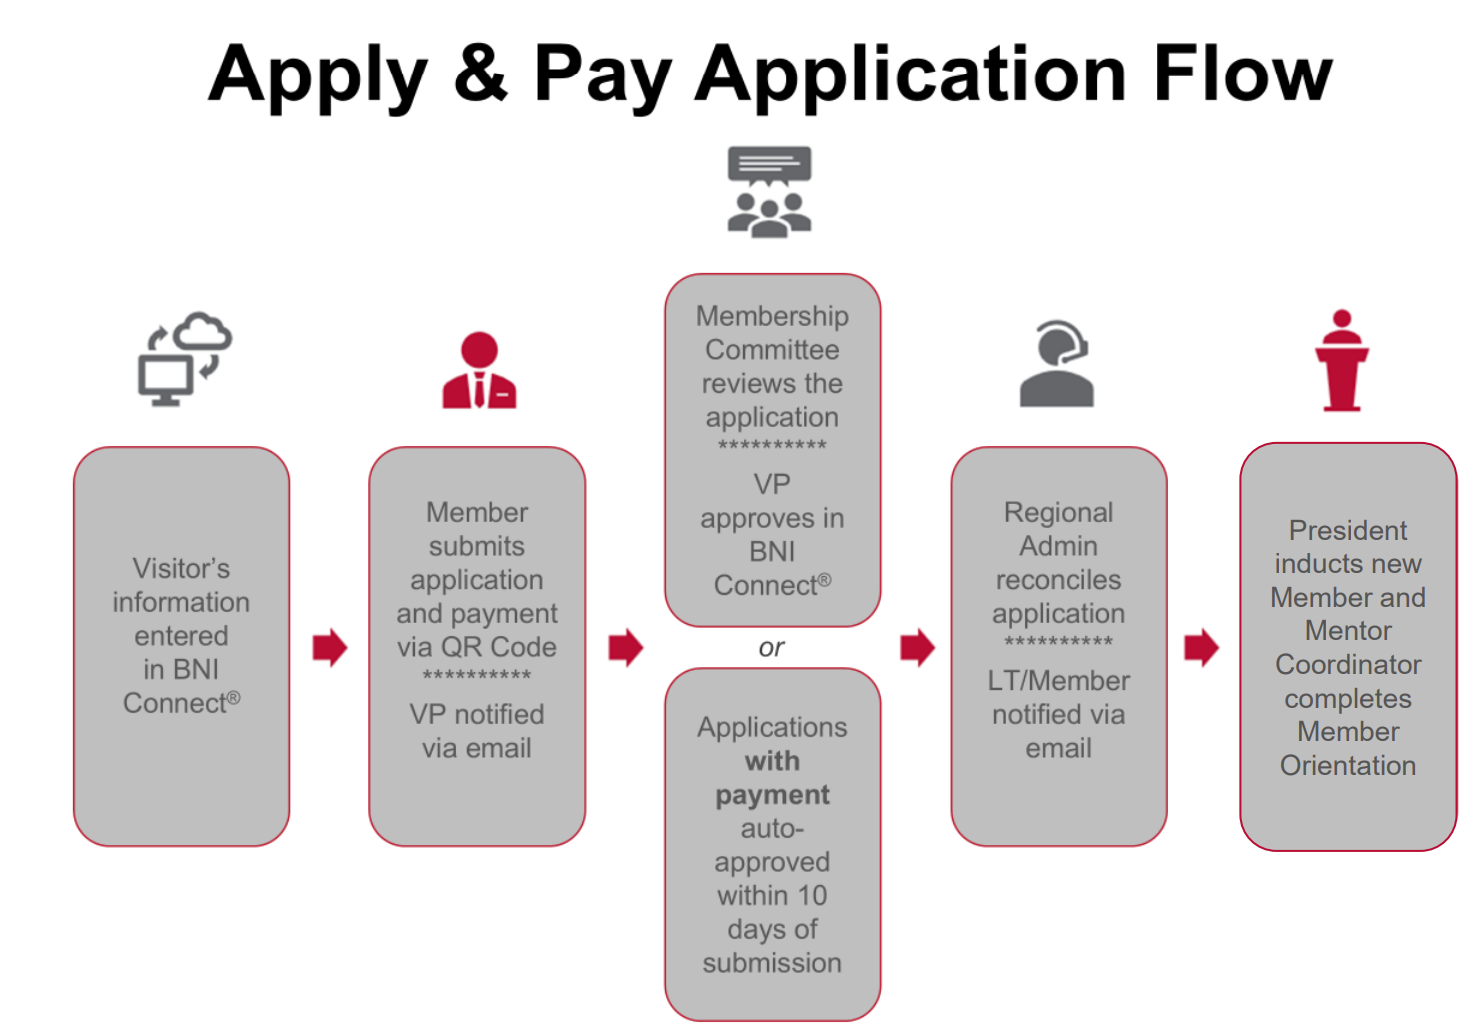 Apply & Pay Application Flow
Visitor’s
information
entered
in BNI
Connect®
Member
submits
application
and payment
via QR Code
**********
VP notified
via email
Membership
Committee
reviews the
application
**********
VP
approves in
BNI
Connect®
or
Applications
with
payment
auto-
approved
within 10
days of
submission
Regional
Admin
reconciles
application
**********
LT/Member
notified via
email
President
inducts new
Member and
Mentor
Coordinator
completes
Member
Orientation